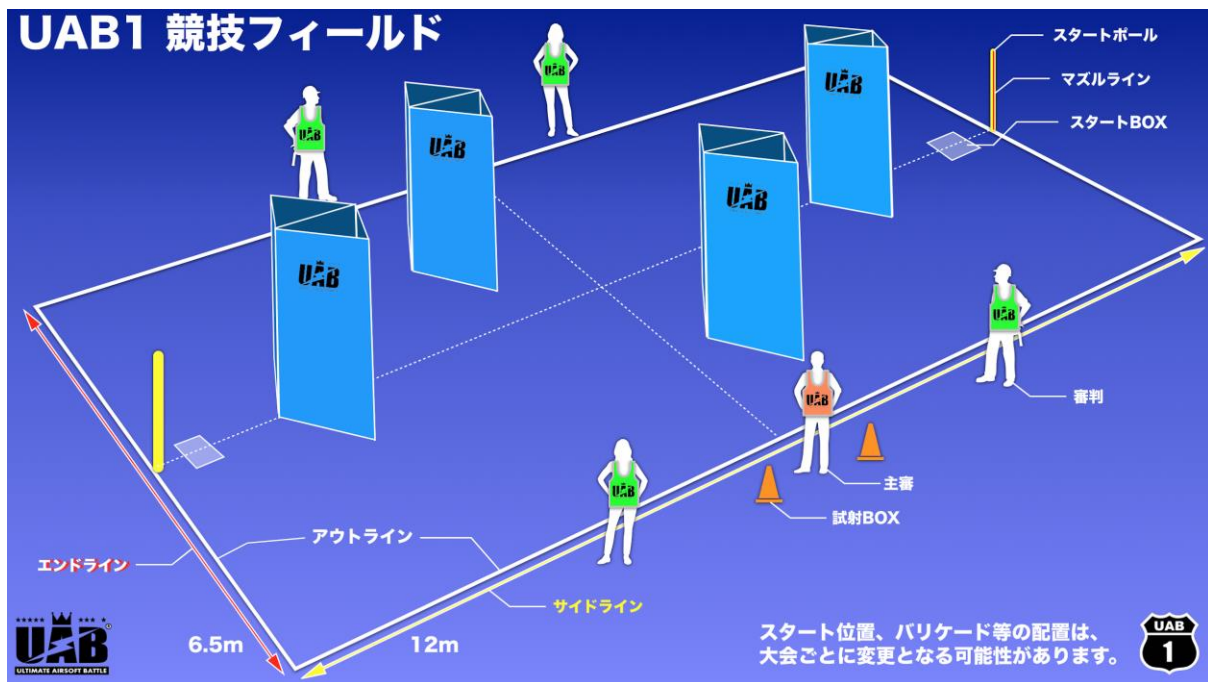 UAB1 競技フィールド
スタートポール
マズルライン
スタートBOX
UAB
UAB
UAB
UAB
UAB
UAB
UAB
審判
UAB
主審
UAB
試射BOX
アウトライン
エンドライン
サイドライン
6.5m
12m
スタート位置、バリケード等の配置は、
大会ごとに変更となる可能性があります。
UAB
ULTIMATE AIRSOFT BATTLE
UAB
1